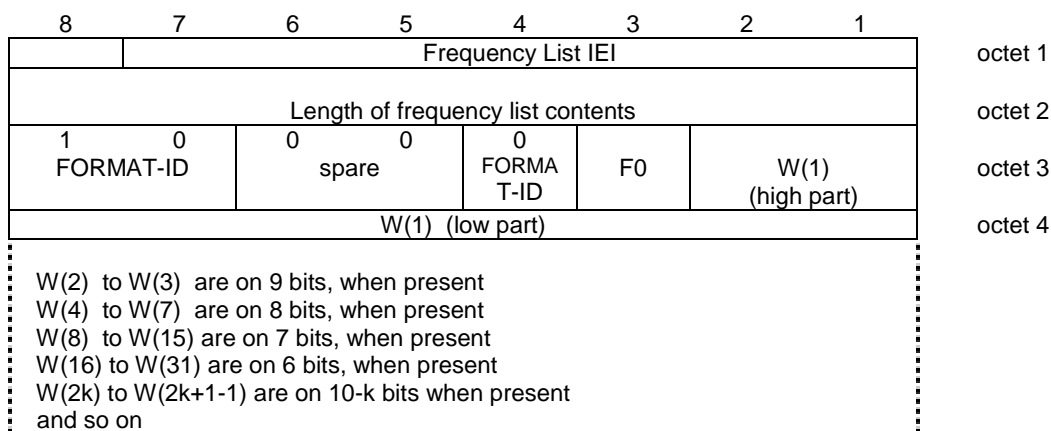 8 7 6 5 4 3 2 1
Frequency List IEI octet 1
Length of frequency list contents octet 2
1 0 0 0 0
FORMAT-ID spare FORMA F0 W(1) octet 3
T-ID (high part)
W(1) (low part) octet 4
W(2) to W(3) are on 9 bits, when present
W(4) to W(7) are on 8 bits, when present
W(8) to W(15) are on 7 bits, when present
W(16) to W(31) are on 6 bits, when present
W(2k) to W(2k+1-1) are on 10-k bits when present
and so on